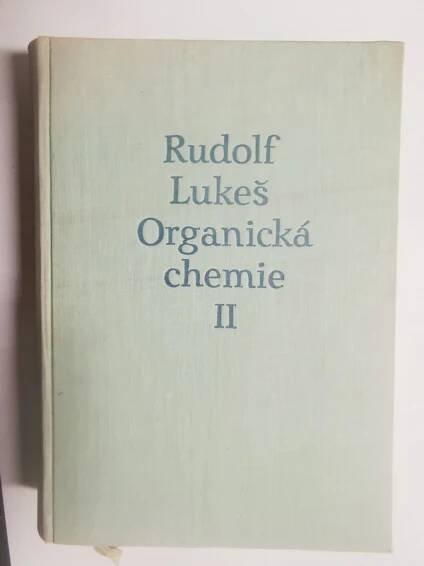 Rudolf
Lukeš
Organická
chemie
II